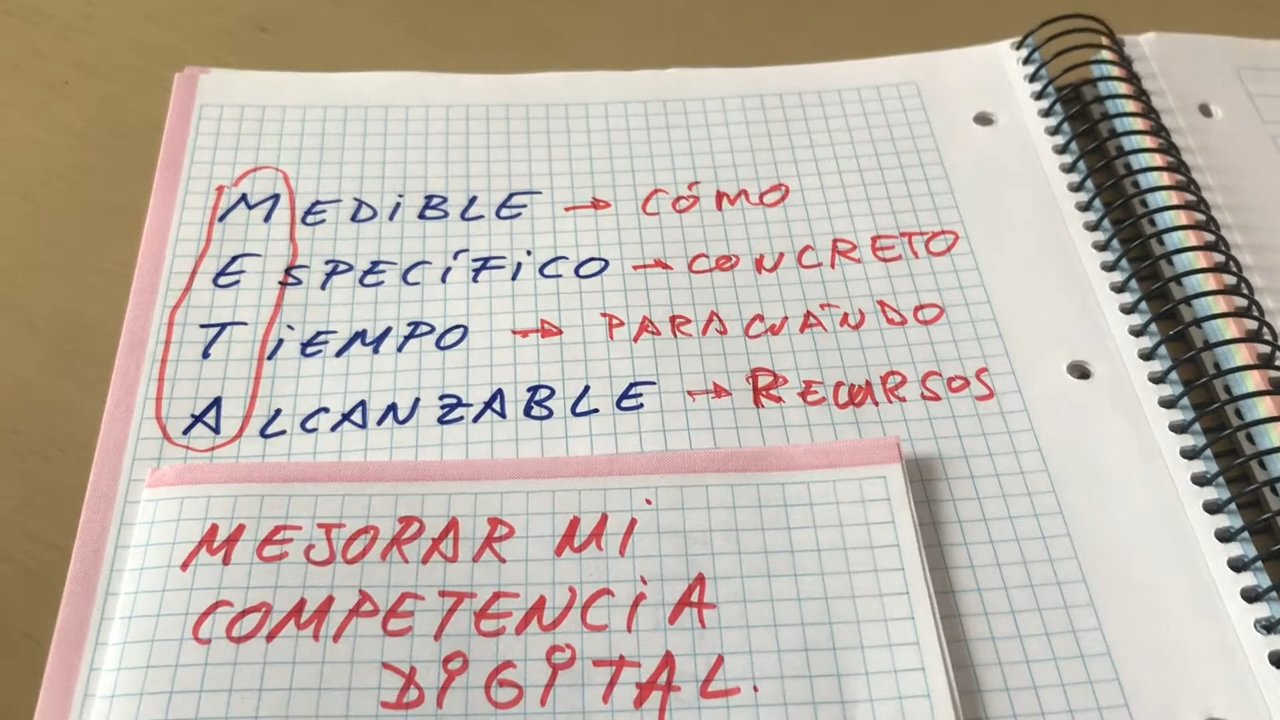 MEDIBLE → CÓMO
ESPECÍFICO → CONCRETO
TIEMPO → PARA CUÁNDO
ALCANZABLE → RECURSOS
MEJORAR MI
COMPETENCIA
DIGITAL.